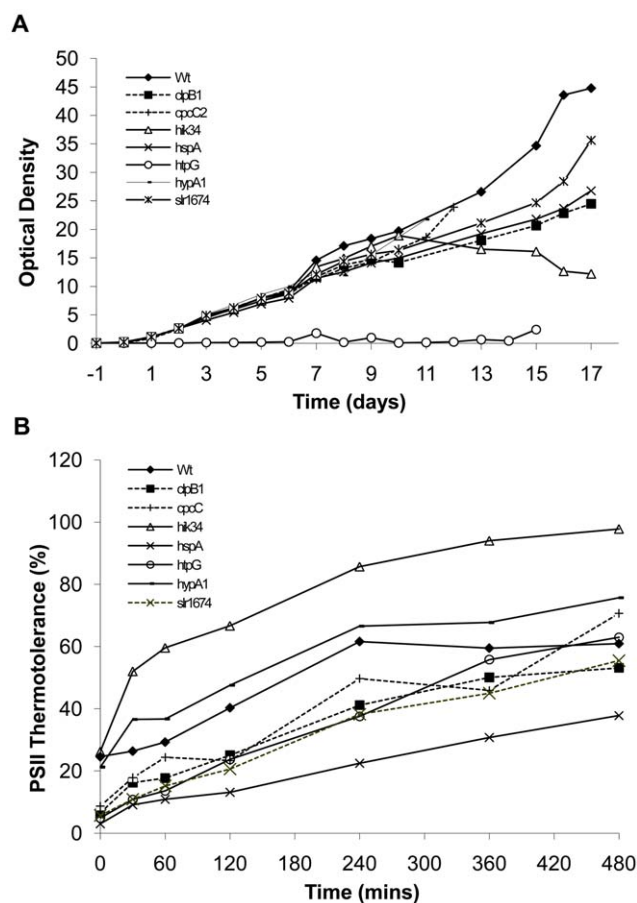 A
Optical Density
50
45
40
35
30
25
20
15
10
5
0
Wt
clpB1
cpcC2
hik34
hspA
htpG
hypA1
slr1674
-1 1 3 5 7 9 11 13 15 17
Time (days)
B
PSII Thermotolerance (%)
120
100
80
60
40
20
0
Wt
clpB1
cpcC
hik34
hspA
htpG
hypA1
slr1674
0 60 120 180 240 300 360 420 480
Time (mins)